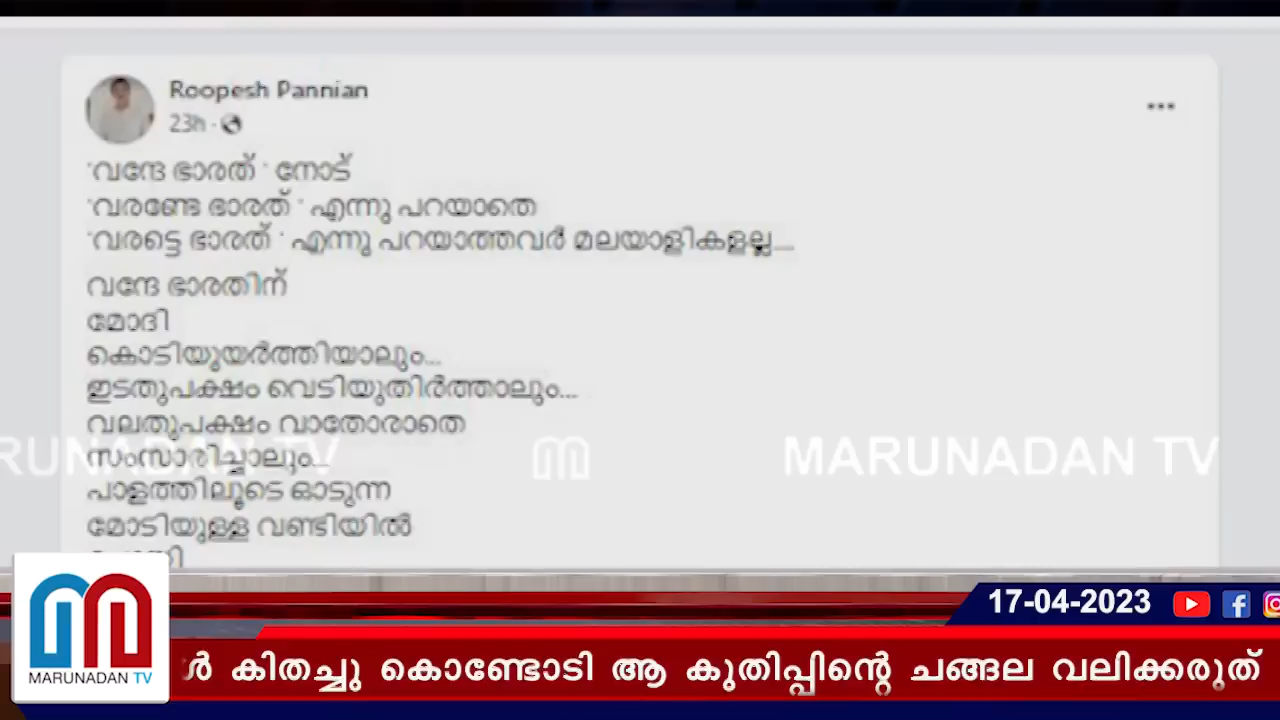 Roopesh Pannian
23h ·
'വന്ദേ ഭാരത് ' നോട്
'വരണ്ടേ ഭാരത് ' എന്നു പറയാതെ
'വരട്ടെ ഭാരത് ' എന്നു പറയാത്തവർ മലയാളികളല്ല....
വന്ദേ ഭാരതിന്
മോദി
കൊടിയുയർത്തിയാലും...
ഇടതുപക്ഷം വെടിയുതിർത്താലും...
വലതുപക്ഷം വാതോരാതെ
സംസാരിച്ചാലും...
പാളത്തിലൂടെ ഓടുന്ന
മോടിയുള്ള വണ്ടിയിൽ
MARUNADAN TV
17-04-2023
MARUNADAN TV
കിതച്ചു കൊണ്ടോടി ആ കുതിപ്പിന്റെ ചങ്ങല വലിക്കരുത്